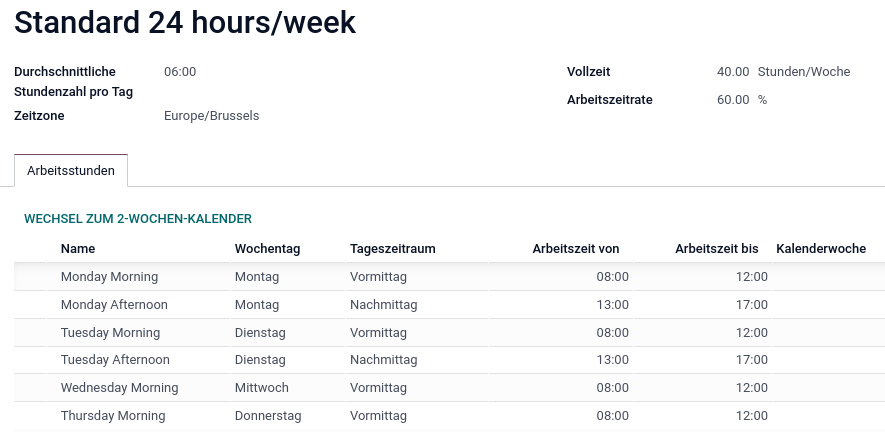 Standard 24 hours/week
Durchschnittliche 06:00 Vollzeit 40.00 Stunden/Woche
Stundenzahl pro Tag
Arbeitszeitrate 60.00 %
Zeitzone Europe/Brussels
Arbeitsstunden
WECHSEL ZUM 2-WOCHEN-KALENDER
Name Wochentag Tageszeitraum Arbeitszeit von Arbeitszeit bis Kalenderwoche
Monday Morning Montag Vormittag 08:00 12:00
Monday Afternoon Montag Nachmittag 13:00 17:00
Tuesday Morning Dienstag Vormittag 08:00 12:00
Tuesday Afternoon Dienstag Nachmittag 13:00 17:00
Wednesday Morning Mittwoch Vormittag 08:00 12:00
Thursday Morning Donnerstag Vormittag 08:00 12:00